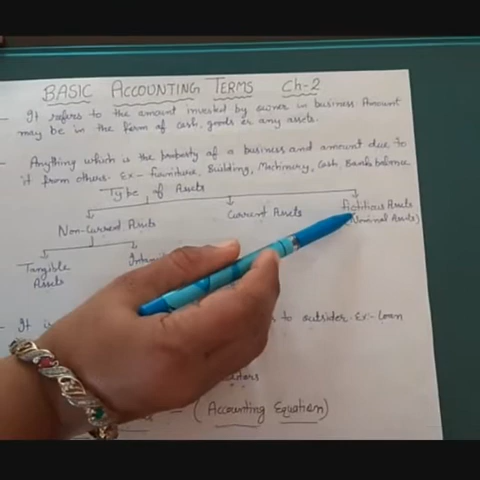 BASIC ACCOUNTING TERMS Ch-2
- It refers to the amount invested by owner in business Amount
may be in the form of cash, goods or any assets.
- Anything which is the property of a business and amount due to
it from others. Ex- furniture, Building, Machinery, Cash, Bank balance
Type of Assets
Non-Current Assets Current Assets Fictitious Assets
(Nominal Assets)
Tangible
Assets
- It is to outsider. Ex- Loan
(Accounting Equation)